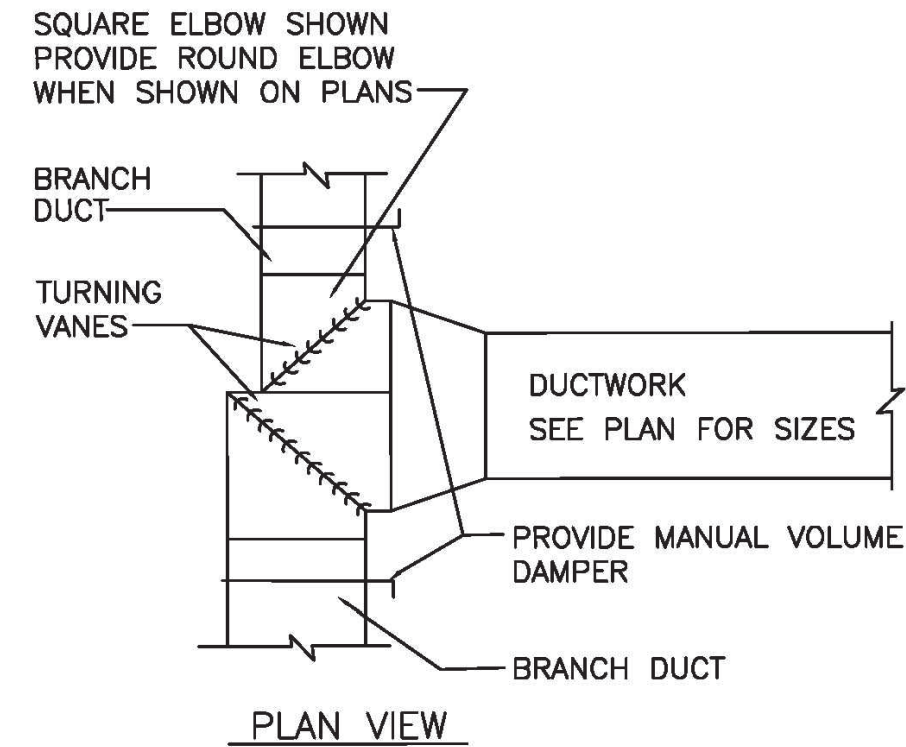 SQUARE ELBOW SHOWN
PROVIDE ROUND ELBOW
WHEN SHOWN ON PLANS
BRANCH
DUCT
TURNING
VANES
DUCTWORK
SEE PLAN FOR SIZES
PROVIDE MANUAL VOLUME
DAMPER
BRANCH DUCT
PLAN VIEW